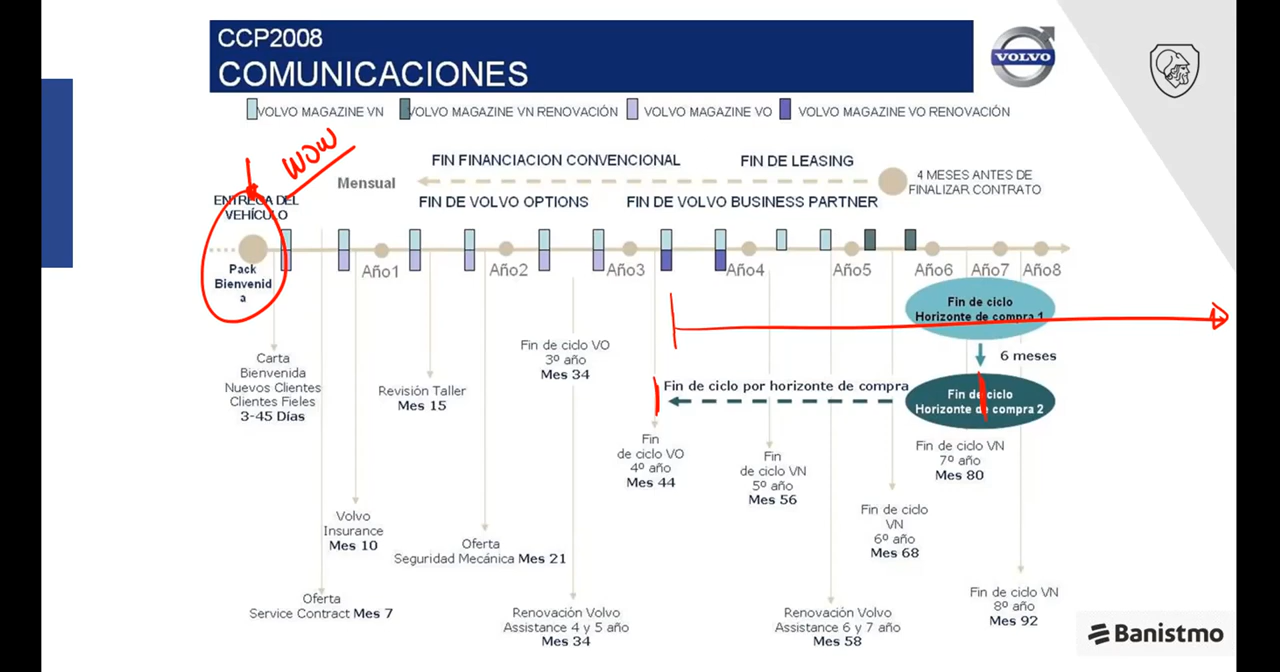 CCP2008
COMUNICACIONES
VOLVO
VOLVO MAGAZINE VN
VOLVO MAGAZINE VN RENOVACIÓN
VOLVO MAGAZINE VO
VOLVO MAGAZINE VO RENOVACIÓN
WOW
FIN FINANCIACION CONVENCIONAL
FIN DE LEASING
Mensual
4 MESES ANTES DE
FINALIZAR CONTRATO
ENTREGA DEL
VEHÍCULO
FIN DE VOLVO OPTIONS
FIN DE VOLVO BUSINESS PARTNER
Pack
Bienvenid
a
Año1
Año2
Año3
Año4
Año5
Año6
Año7
Año8
Fin de ciclo
Horizonte de compra 1
6 meses
Fin de ciclo por horizonte de compra
Fin de ciclo
Horizonte de compra 2
Carta
Bienvenida
Nuevos Clientes
Clientes Fieles
3-45 Días
Revisión Taller
Mes 15
Fin de ciclo VO
3º año
Mes 34
Fin
de ciclo VO
4º año
Mes 44
Fin
de ciclo VN
5º año
Mes 56
Fin de ciclo VN
7º año
Mes 80
Volvo
Insurance
Mes 10
Oferta
Seguridad Mecánica Mes 21
Fin de ciclo
VN
6º año
Mes 68
Oferta
Service Contract Mes 7
Renovación Volvo
Assistance 4 y 5 año
Mes 34
Renovación Volvo
Assistance 6 y 7 año
Mes 58
Fin de ciclo VN
8º año
Mes 92
Banistmo